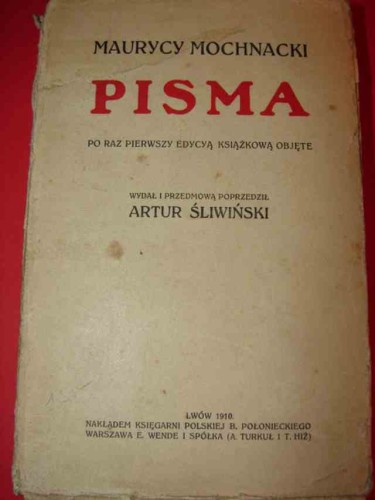 MAURYCY MOCHNACKI
PISMA
PO RAZ PIERWSZY EDYCYĄ KSIĄŻKOWĄ OBJĘTE
WYDAŁ I PRZEDMOWĄ POPRZEDZIŁ
ARTUR ŚLIWIŃSKI
LWÓW 1910.
NAKŁADEM KSIĘGARNI POLSKIEJ B. POŁONIECKIEGO
WARSZAWA E. WENDE I SPÓŁKA (A. TURKUŁ I T. HIŻ)